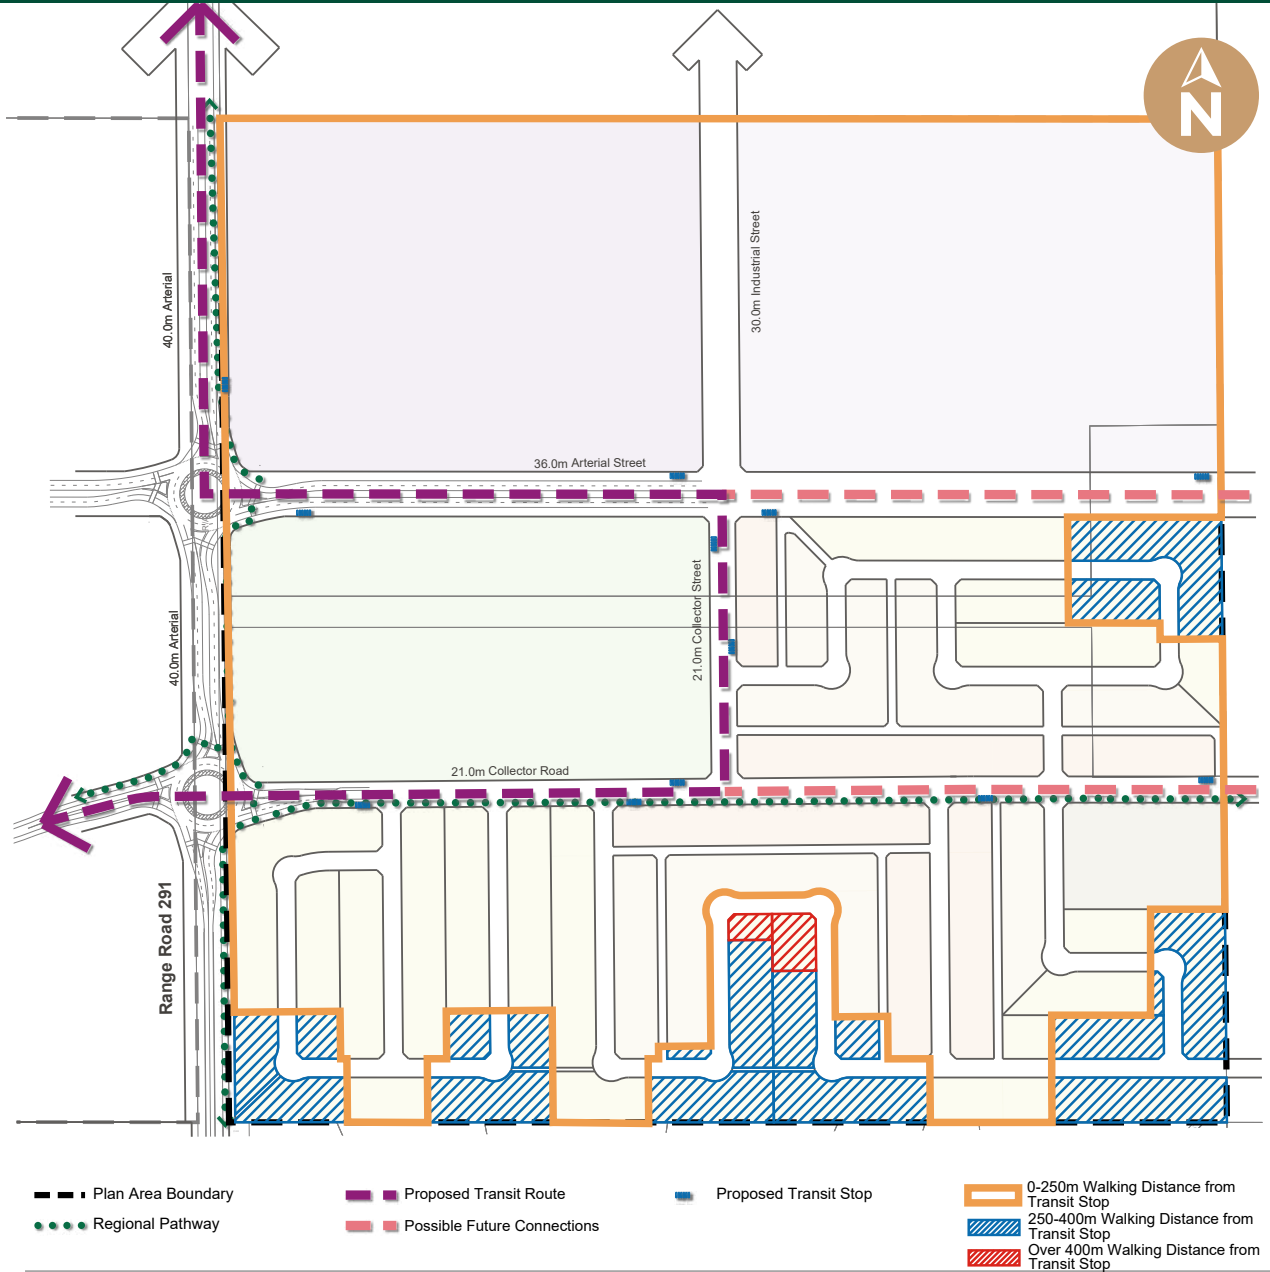 N
40.0m Arterial
30.0m Industrial Street
36.0m Arterial Street
40.0m Arterial
21.0m Collector Street
21.0m Collector Road
Range Road 291
Plan Area Boundary
Regional Pathway
Proposed Transit Route
Possible Future Connections
Proposed Transit Stop
0-250m Walking Distance from
Transit Stop
250-400m Walking Distance from
Transit Stop
Over 400m Walking Distance from
Transit Stop